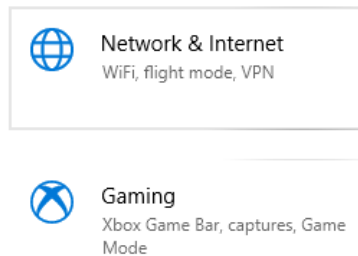 Network & Internet
WiFi, flight mode, VPN
Gaming
Xbox Game Bar, captures, Game
Mode